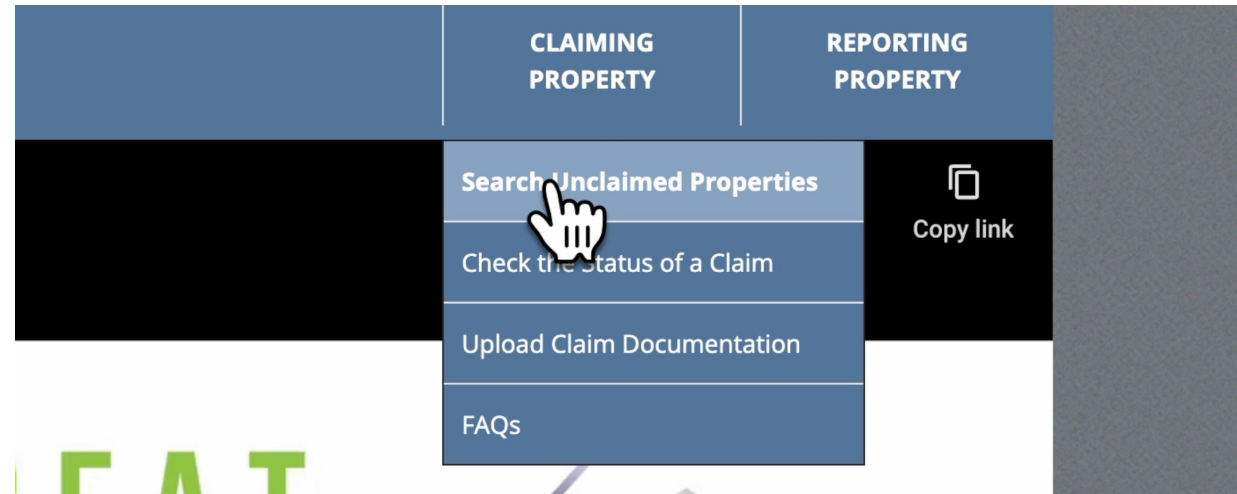 CLAIMING
PROPERTY
REPORTING
PROPERTY
Search Unclaimed Properties
Copy link
Check the Status of a Claim
Upload Claim Documentation
FAQs